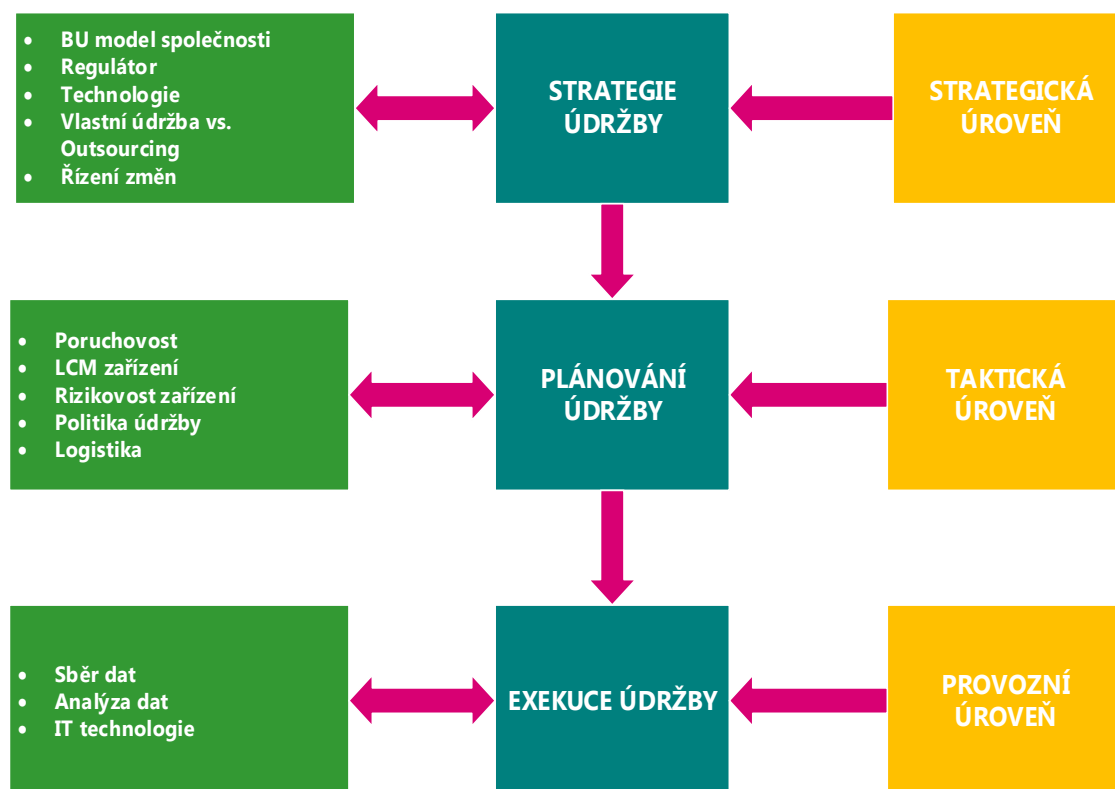 • BU model společnosti
• Regulátor
• Technologie
• Vlastní údržba vs.
Outsourcing
• Řízení změn
STRATEGIE
ÚDRŽBY
STRATEGICKÁ
ÚROVEŇ
• Poruchovost
• LCM zařízení
• Rizikovost zařízení
• Politika údržby
• Logistika
PLÁNOVÁNÍ
ÚDRŽBY
TAKTICKÁ
ÚROVEŇ
• Sběr dat
• Analýza dat
• IT technologie
EXEKUCE ÚDRŽBY
PROVOZNÍ
ÚROVEŇ